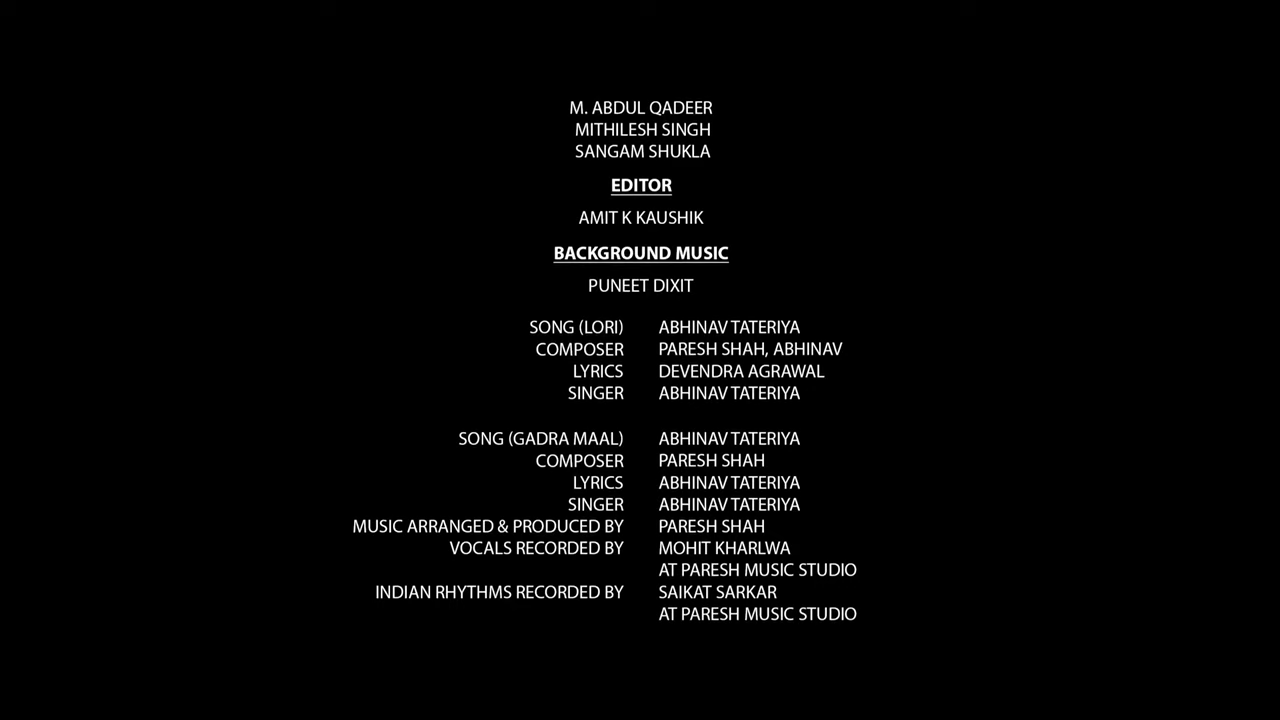 M. ABDUL QADEER
MITHILESH SINGH
SANGAM SHUKLA
EDITOR
AMIT K KAUSHIK
BACKGROUND MUSIC
PUNEET DIXIT
SONG (LORI) ABHINAV TATERIYA
COMPOSER PARESH SHAH, ABHINAV
LYRICS DEVENDRA AGRAWAL
SINGER ABHINAV TATERIYA
SONG (GADRA MAAL) ABHINAV TATERIYA
COMPOSER PARESH SHAH
LYRICS ABHINAV TATERIYA
SINGER ABHINAV TATERIYA
MUSIC ARRANGED & PRODUCED BY PARESH SHAH
VOCALS RECORDED BY MOHIT KHARLWA
AT PARESH MUSIC STUDIO
INDIAN RHYTHMS RECORDED BY SAIKAT SARKAR
AT PARESH MUSIC STUDIO